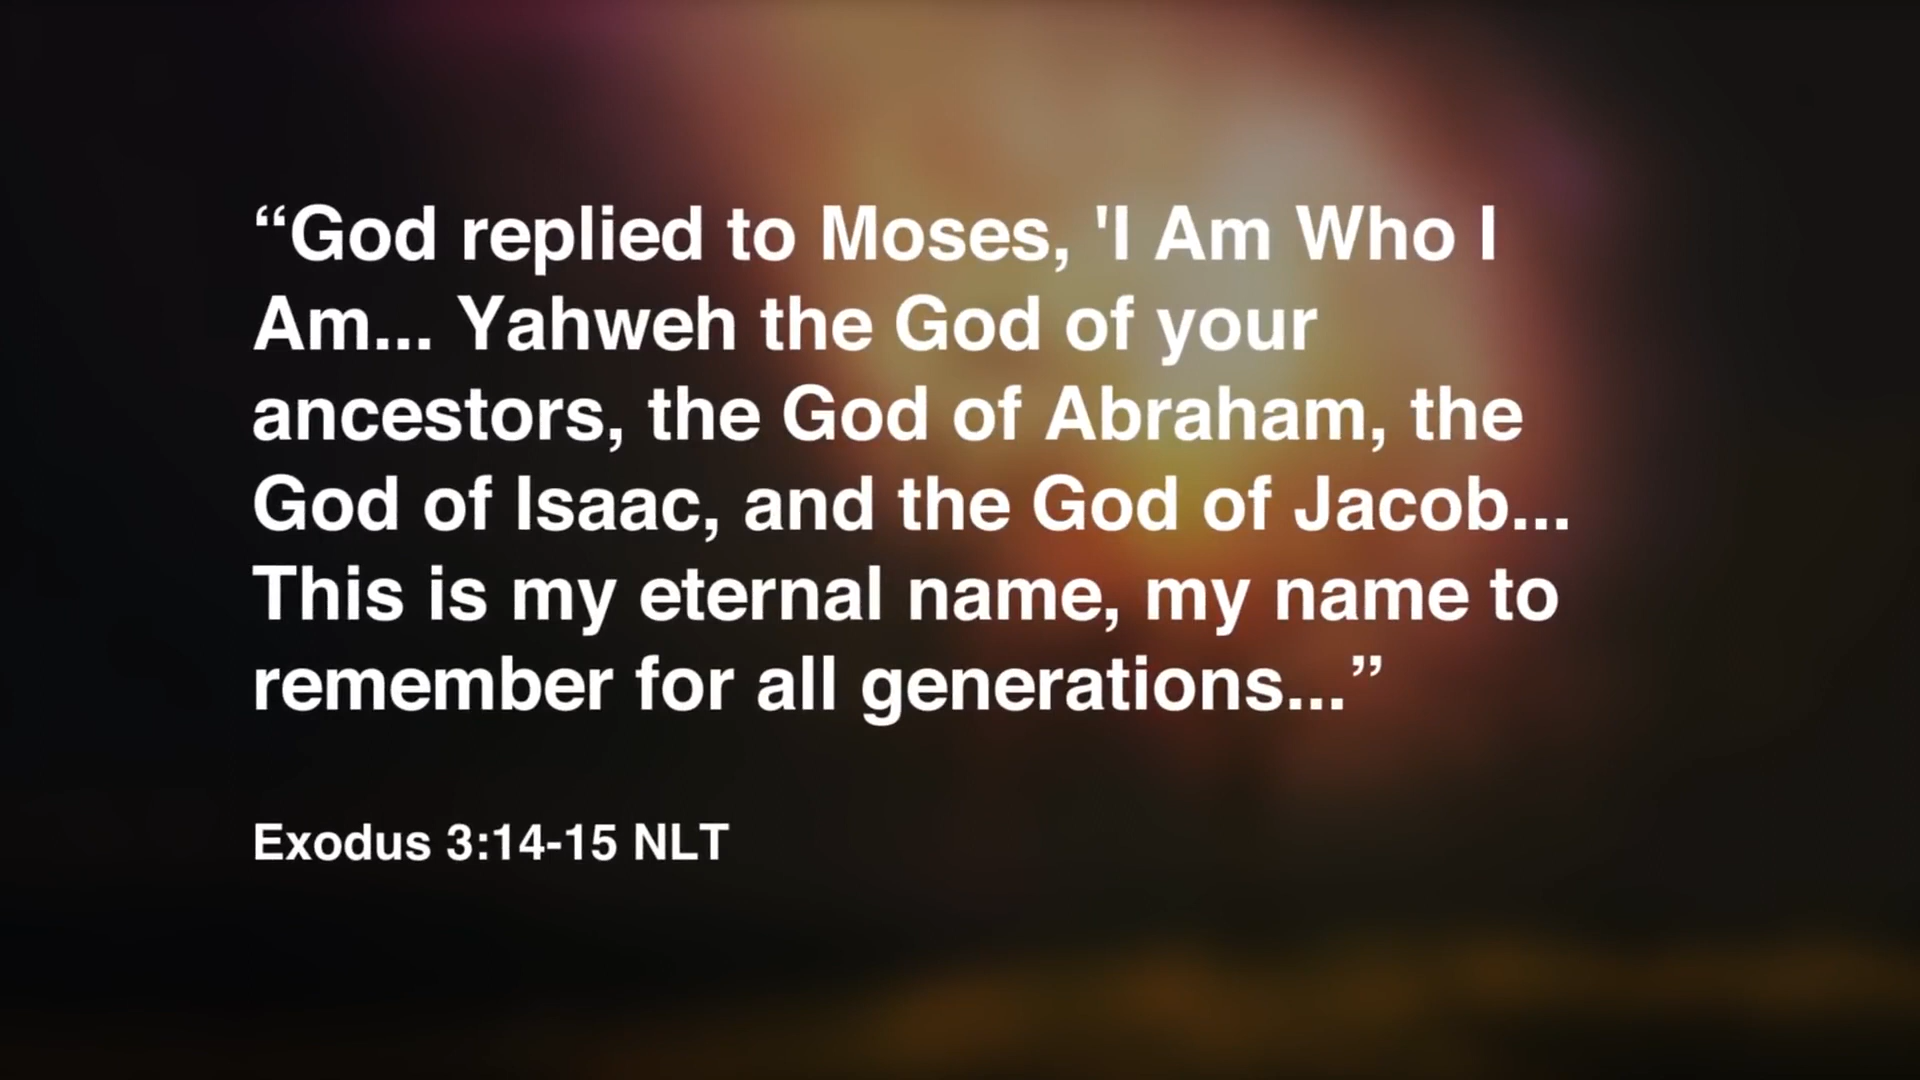 “God replied to Moses, 'I Am Who I
Am... Yahweh the God of your
ancestors, the God of Abraham, the
God of Isaac, and the God of Jacob...
This is my eternal name, my name to
remember for all generations...”
Exodus 3:14-15 NLT